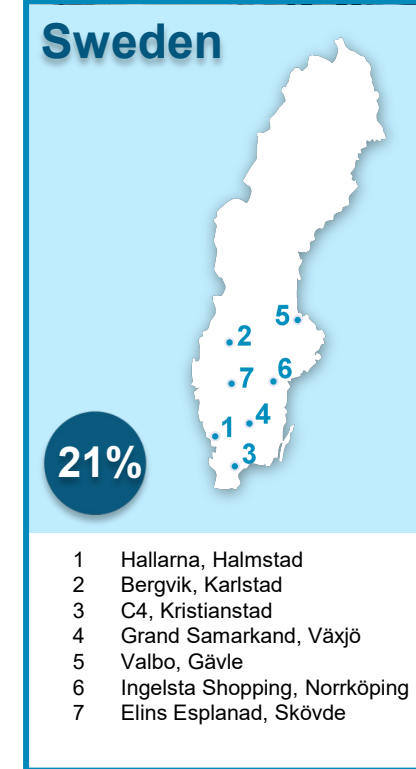 Sweden
5
2
6
7
4
1
3
21%
1 Hallarna, Halmstad
2 Bergvik, Karlstad
3 C4, Kristianstad
4 Grand Samarkand, Växjö
5 Valbo, Gävle
6 Ingelsta Shopping, Norrköping
7 Elins Esplanad, Skövde